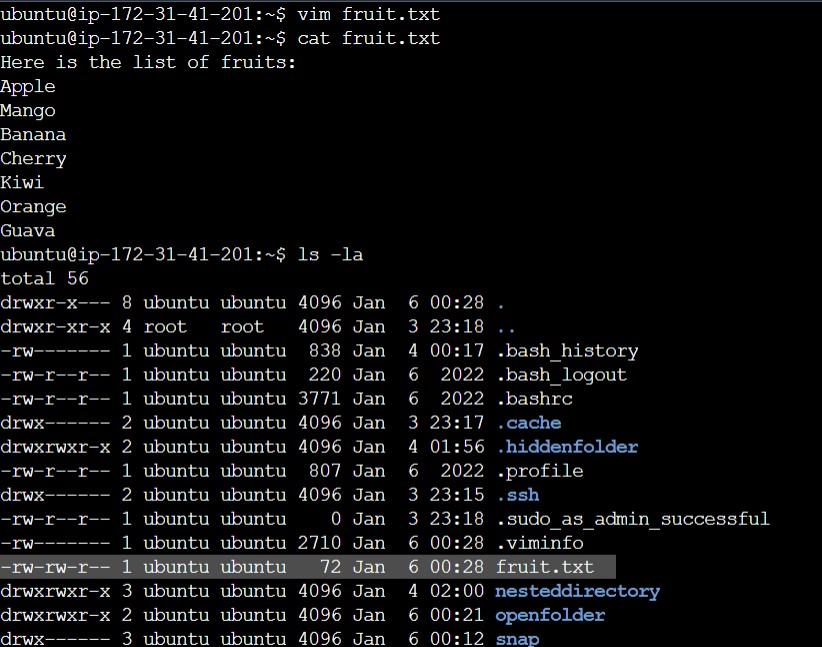 ubuntu@ip-172-31-41-201:~$ vim fruit.txt
ubuntu@ip-172-31-41-201:~$ cat fruit.txt
Here is the list of fruits:
Apple
Mango
Banana
Cherry
Kiwi
Orange
Guava
ubuntu@ip-172-31-41-201:~$ ls -la
total 56
drwxr-x--- 8 ubuntu ubuntu 4096 Jan  6 00:28 .
drwxr-xr-x 4 root   root   4096 Jan  3 23:18 ..
-rw------- 1 ubuntu ubuntu  838 Jan  4 00:17 .bash_history
-rw-r--r-- 1 ubuntu ubuntu  220 Jan  6  2022 .bash_logout
-rw-r--r-- 1 ubuntu ubuntu 3771 Jan  6  2022 .bashrc
drwx------ 2 ubuntu ubuntu 4096 Jan  3 23:17 .cache
drwxrwxr-x 2 ubuntu ubuntu 4096 Jan  4 01:56 .hiddenfolder
-rw-r--r-- 1 ubuntu ubuntu  807 Jan  6  2022 .profile
drwx------ 2 ubuntu ubuntu 4096 Jan  3 23:15 .ssh
-rw-r--r-- 1 ubuntu ubuntu    0 Jan  3 23:18 .sudo_as_admin_successful
-rw------- 1 ubuntu ubuntu 2710 Jan  6 00:28 .viminfo
-rw-rw-r-- 1 ubuntu ubuntu   72 Jan  6 00:28 fruit.txt
drwxrwxr-x 3 ubuntu ubuntu 4096 Jan  4 02:00 nesteddirectory
drwxrwxr-x 2 ubuntu ubuntu 4096 Jan  6 00:21 openfolder
drwx------ 3 ubuntu ubuntu 4096 Jan  6 00:12 snap